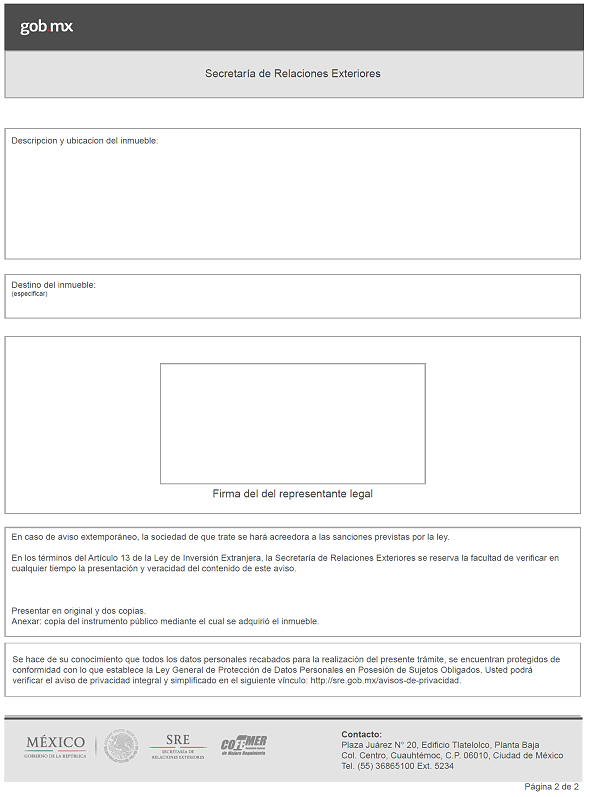 gob.mx
Secretaría de Relaciones Exteriores
Descripcion y ubicacion del inmueble:
Destino del inmueble:
(especificar)
Firma del del representante legal
En caso de aviso extemporáneo, la sociedad de que trate se hará acreedora a las sanciones previstas por la ley.
En los términos del Artículo 13 de la Ley de Inversión Extranjera, la Secretaría de Relaciones Exteriores se reserva la facultad de verificar en
cualquier tiempo la presentación y veracidad del contenido de este aviso.
Presentar en original y dos copias.
Anexar: copia del instrumento público mediante el cual se adquirió el inmueble.
Se hace de su conocimiento que todos los datos personales recabados para la realización del presente trámite, se encuentran protegidos de
conformidad con lo que establece la Ley General de Protección de Datos Personales en Posesión de Sujetos Obligados. Usted podrá
verificar el aviso de privacidad integral y simplificado en el siguiente vínculo: http://sre.gob.mx/avisos-de-privacidad.
MÉXICO
GOBIERNO DE LA REPÚBLICA
SRE
SECRETARÍA DE
RELACIONES EXTERIORES
COFEMER
de Mejora Regulatoria
Contacto:
Plaza Juárez N° 20, Edificio Tlatelolco, Planta Baja
Col. Centro, Cuauhtémoc, C.P. 06010, Ciudad de México
Tel. (55) 36865100 Ext. 5234
Página 2 de 2